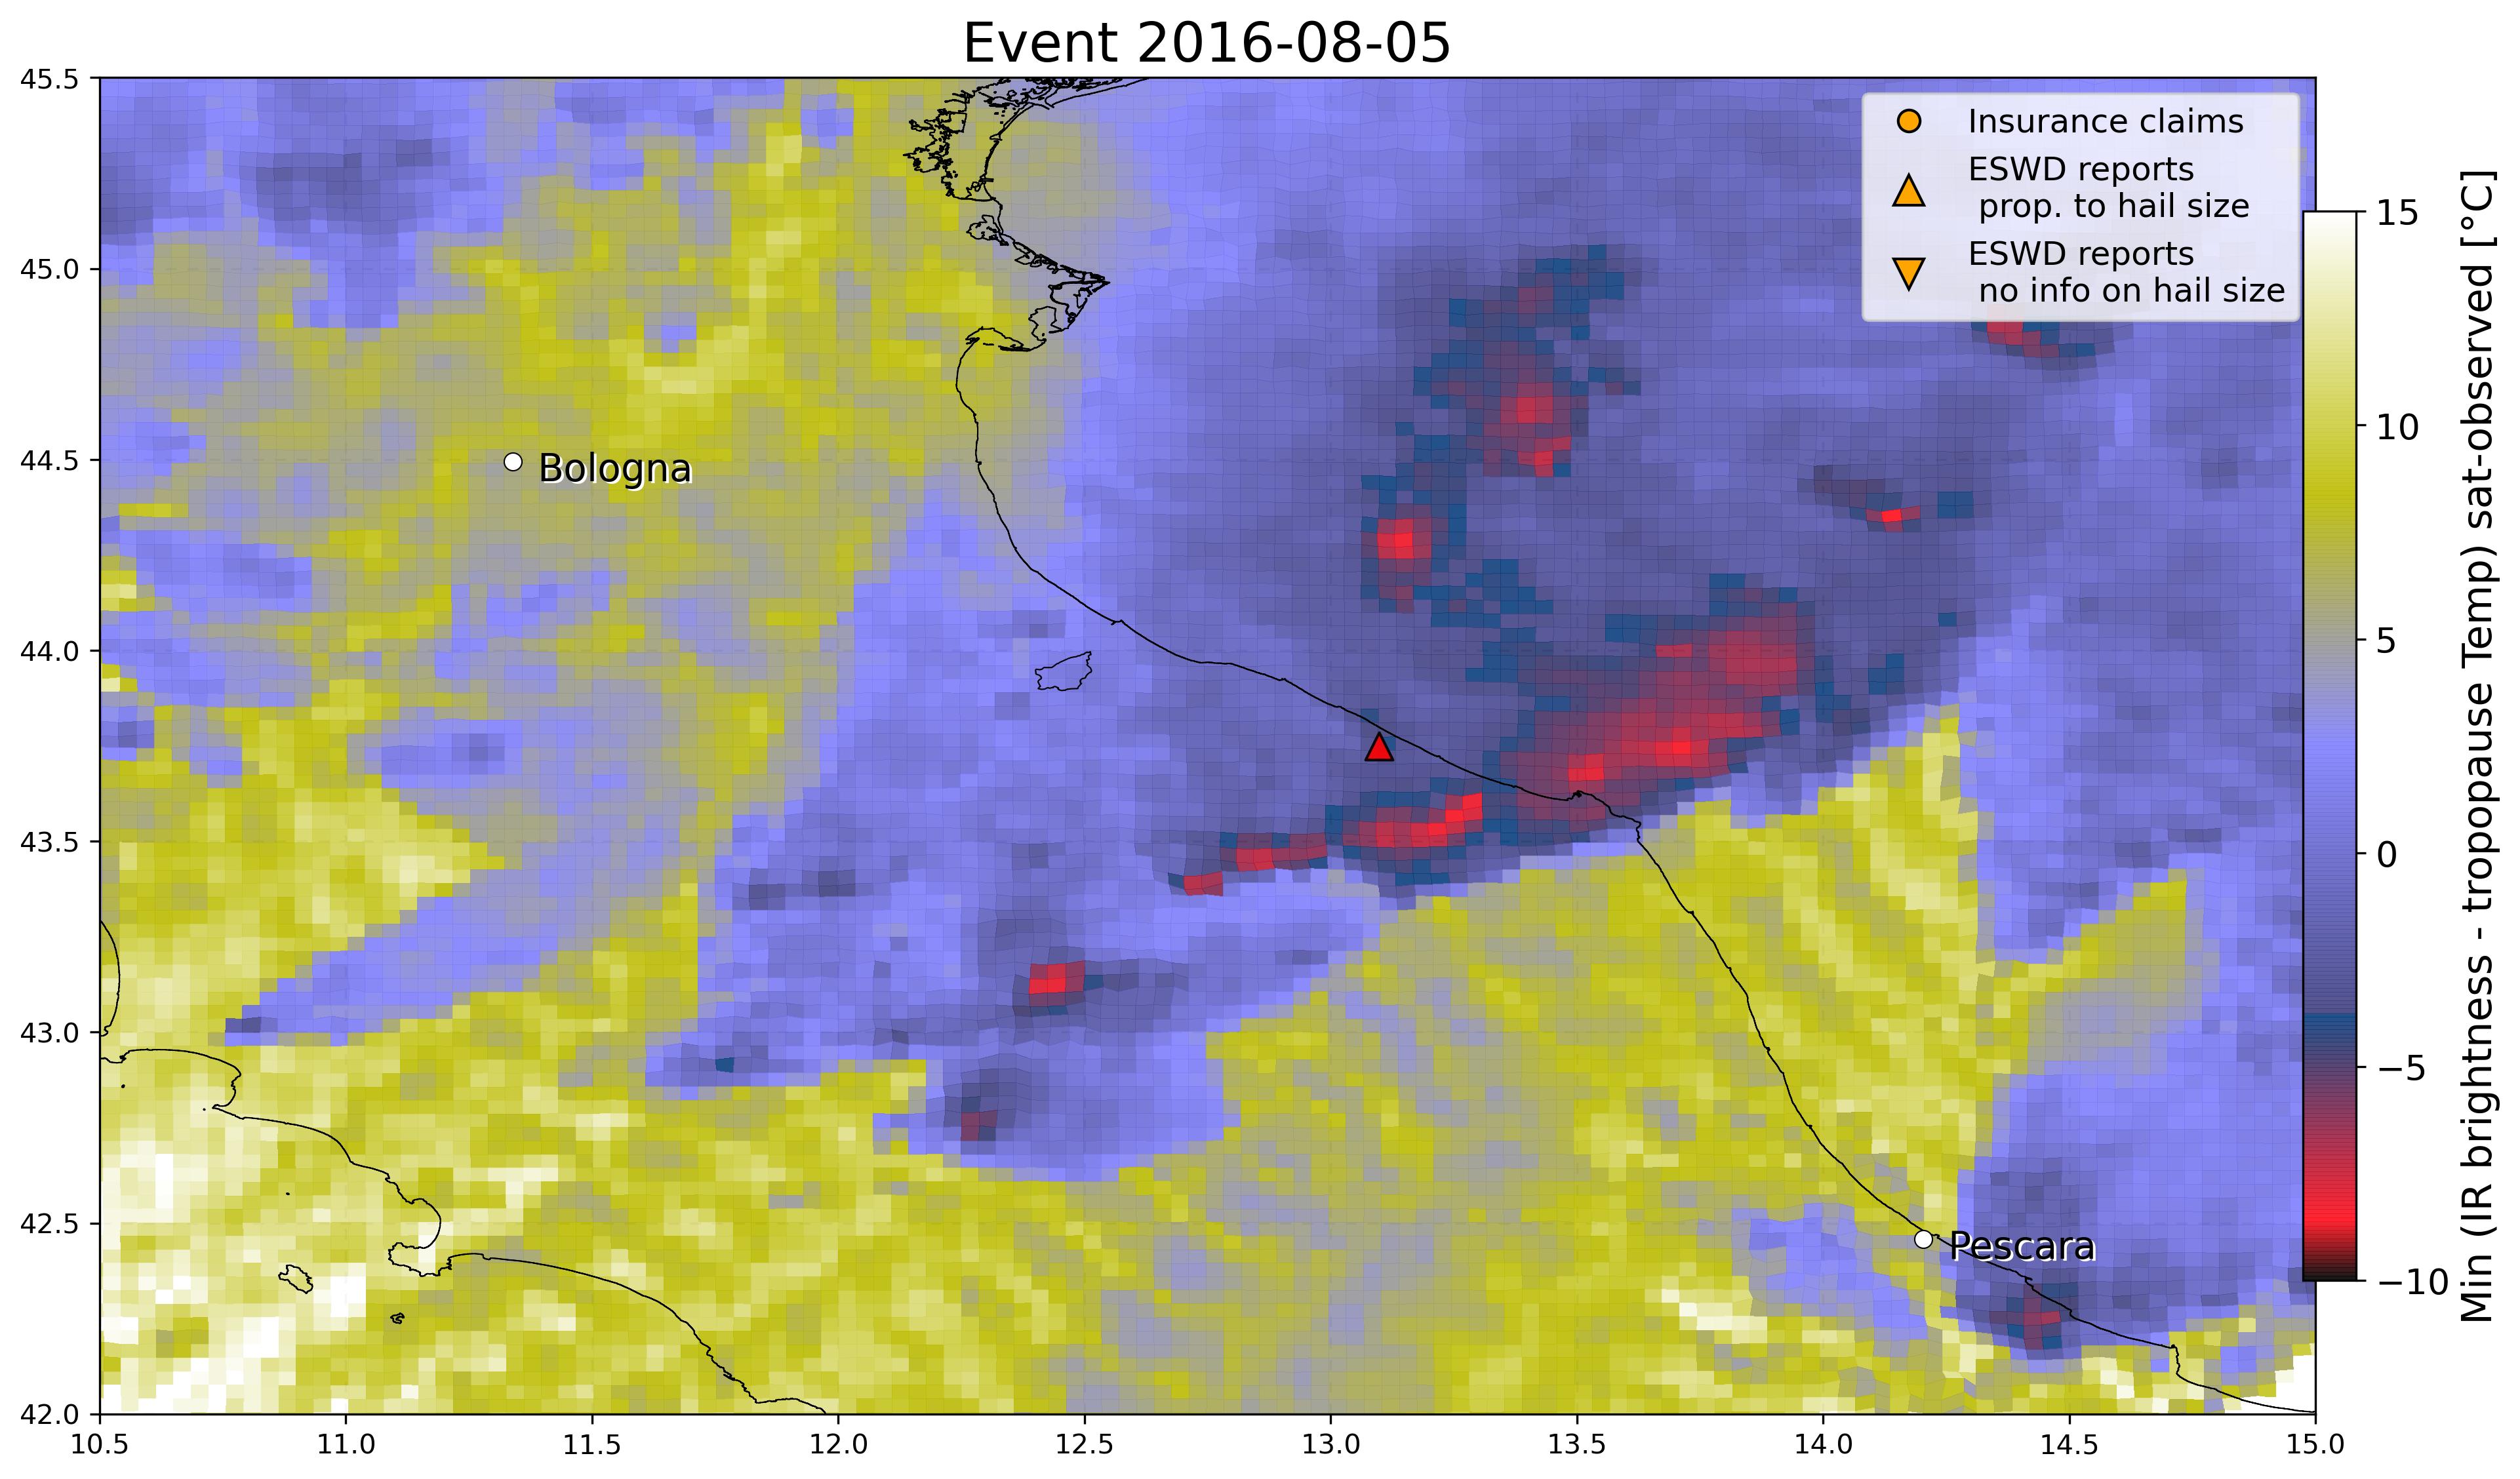 Event 2016-08-05
Insurance claims
ESWD reports
prop. to hail size
ESWD reports
no info on hail size
45.5
45.0
44.5
44.0
43.5
43.0
42.5
42.0
10.5
11.0
11.5
12.0
12.5
13.0
13.5
14.0
14.5
15.0
Bologna
Pescara
15
10
5
0
−5
−10
Min (IR brightness - tropopause Temp) sat-observed [°C]